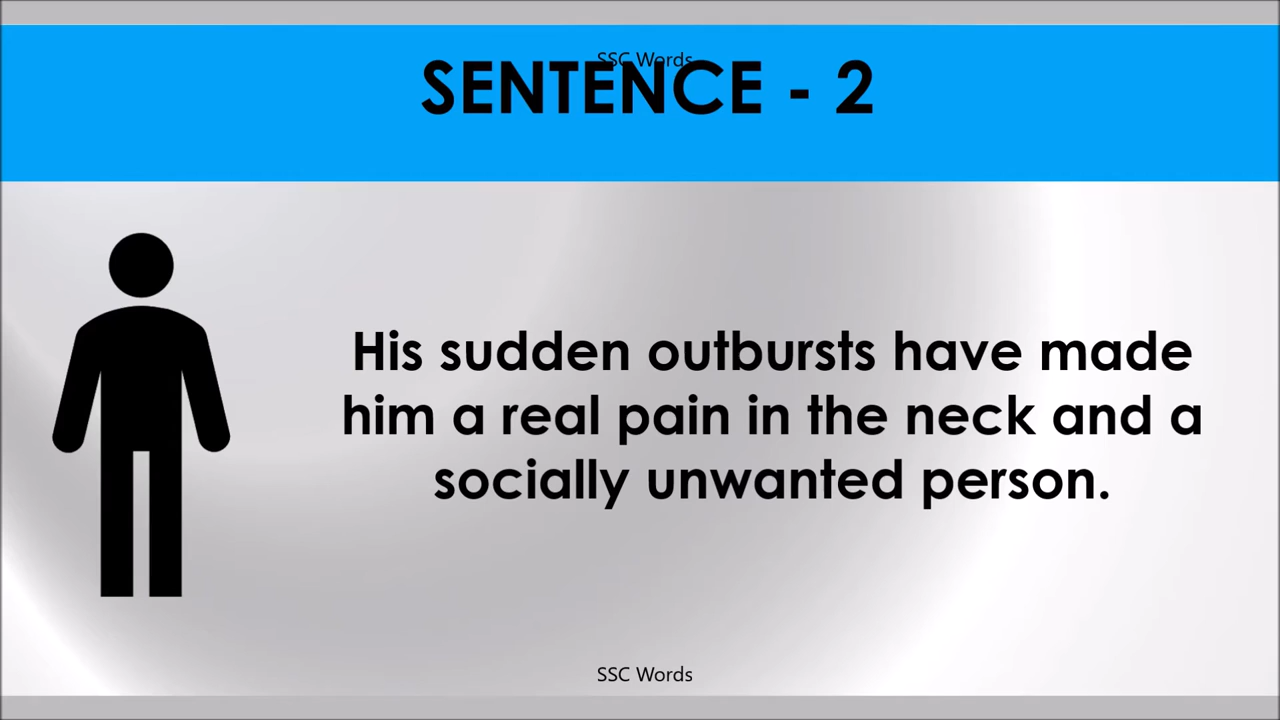 SSC Words
SENTENCE - 2
His sudden outbursts have made
him a real pain in the neck and a
socially unwanted person.
SSC Words